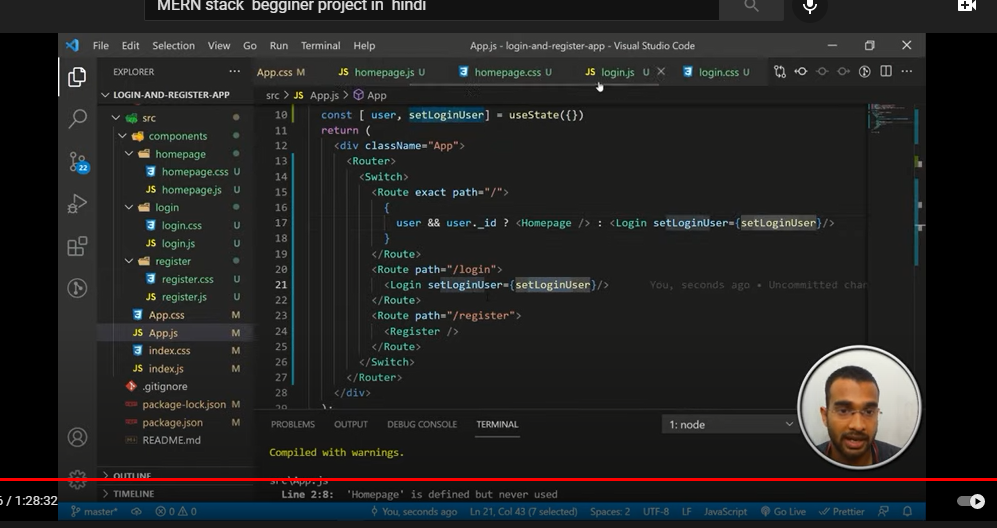 MERN stack begginer project in hindi
File Edit Selection View Go Run Terminal Help
App.js - login-and-register-app - Visual Studio Code
EXPLORER
LOGIN-AND-REGISTER-APP
src
components
homepage
homepage.css U
homepage.js U
login
login.css U
login.js U
register
register.css U
register.js U
App.css M
App.js M
index.css M
index.js M
.gitignore
package-lock.json M
package.json M
README.md
OUTLINE
TIMELINE
22
App.css M homepage.js U homepage.css U login.js U login.css U
src > App.js > App
10 const [ user, setLoginUser] = useState({})
11 return (
12 <div className="App">
13 <Router>
14 <Switch>
15 <Route exact path="/">
16 {
17 user && user._id ? <Homepage /> : <Login setLoginUser={setLoginUser}/>
18 }
19 </Route>
20 <Route path="/login">
21 <Login setLoginUser={setLoginUser}/> You, seconds ago • Uncommitted chan
22 </Route>
23 <Route path="/register">
24 <Register />
25 </Route>
26 </Switch>
27 </Router>
28 </div>
29 );
PROBLEMS OUTPUT DEBUG CONSOLE TERMINAL 1: node
Compiled with warnings.
src\App.js
Line 2:8: 'Homepage' is defined but never used
6 / 1:28:32
master* 0 0 You, seconds ago Ln 21, Col 43 (7 selected) Spaces: 2 UTF-8 LF JavaScript Go Live Prettier